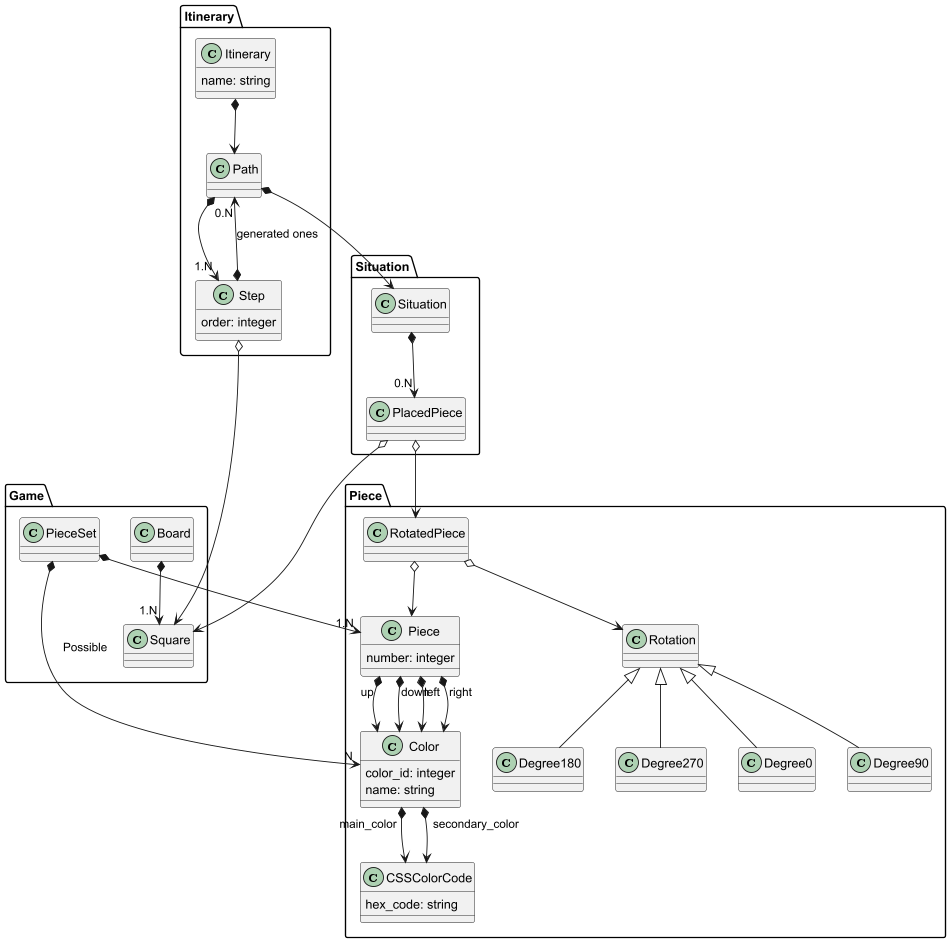 Itinerary
C Itinerary
name: string
C Path
0.N
generated ones
1.N
C Step
order: integer
Situation
C Situation
0.N
C PlacedPiece
Game
C PieceSet
C Board
1.N
C Square
Possible
Piece
C RotatedPiece
1.N
C Piece
number: integer
C Rotation
up
down
left
right
N
C Color
color_id: integer
name: string
C Degree180
C Degree270
C Degree0
C Degree90
main_color
secondary_color
C CSSColorCode
hex_code: string